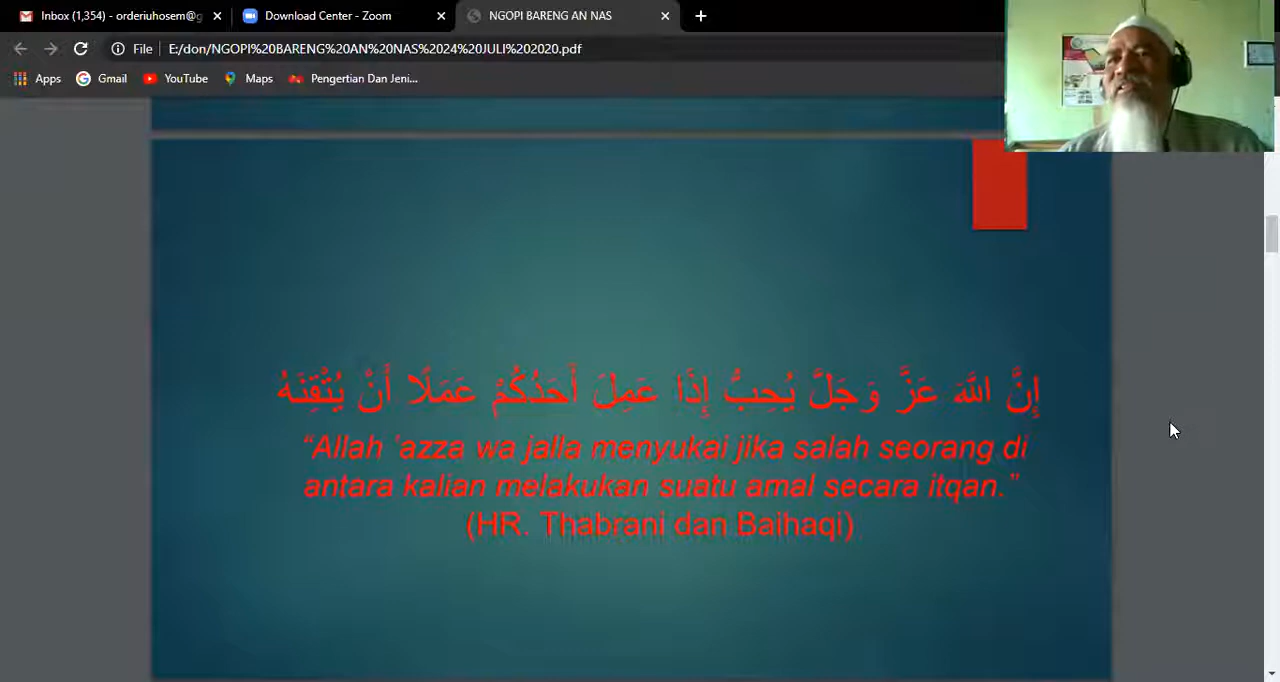 Inbox (1,354) - orderiuhosem@g
Download Center - Zoom
NGOPI BARENG AN NAS
File
E:/don/NGOPI%20BARENG%20AN%20NAS%2024%20JULI%202020.pdf
Apps
Gmail
YouTube
Maps
Pengertian Dan Jeni...
إِنَّ اللَّهَ عَزَّ وَجَلَّ يُحِبُّ إِذَا عَمِلَ أَحَدُكُمْ عَمَلًا أَنْ يُتْقِنَهُ
“Allah ‘azza wa jalla menyukai jika salah seorang di
antara kalian melakukan suatu amal secara itqan.”
(HR. Thabrani dan Baihaqi)